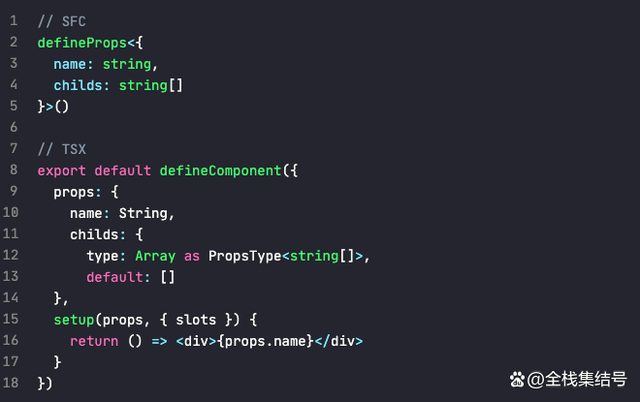 1 // SFC
2 defineProps<{
3   name: string,
4   childs: string[]
5 }>()
6
7 // TSX
8 export default defineComponent({
9   props: {
10     name: String,
11     childs: {
12       type: Array as PropsType<string[]>,
13       default: []
14   },
15   setup(props, { slots }) {
16     return () => <div>{props.name}</div>
17   }
18 })
@全栈集结号